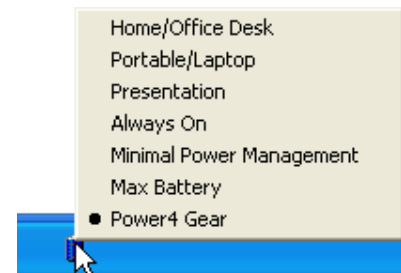 Home/Office Desk
Portable/Laptop
Presentation
Always On
Minimal Power Management
Max Battery
Power4 Gear